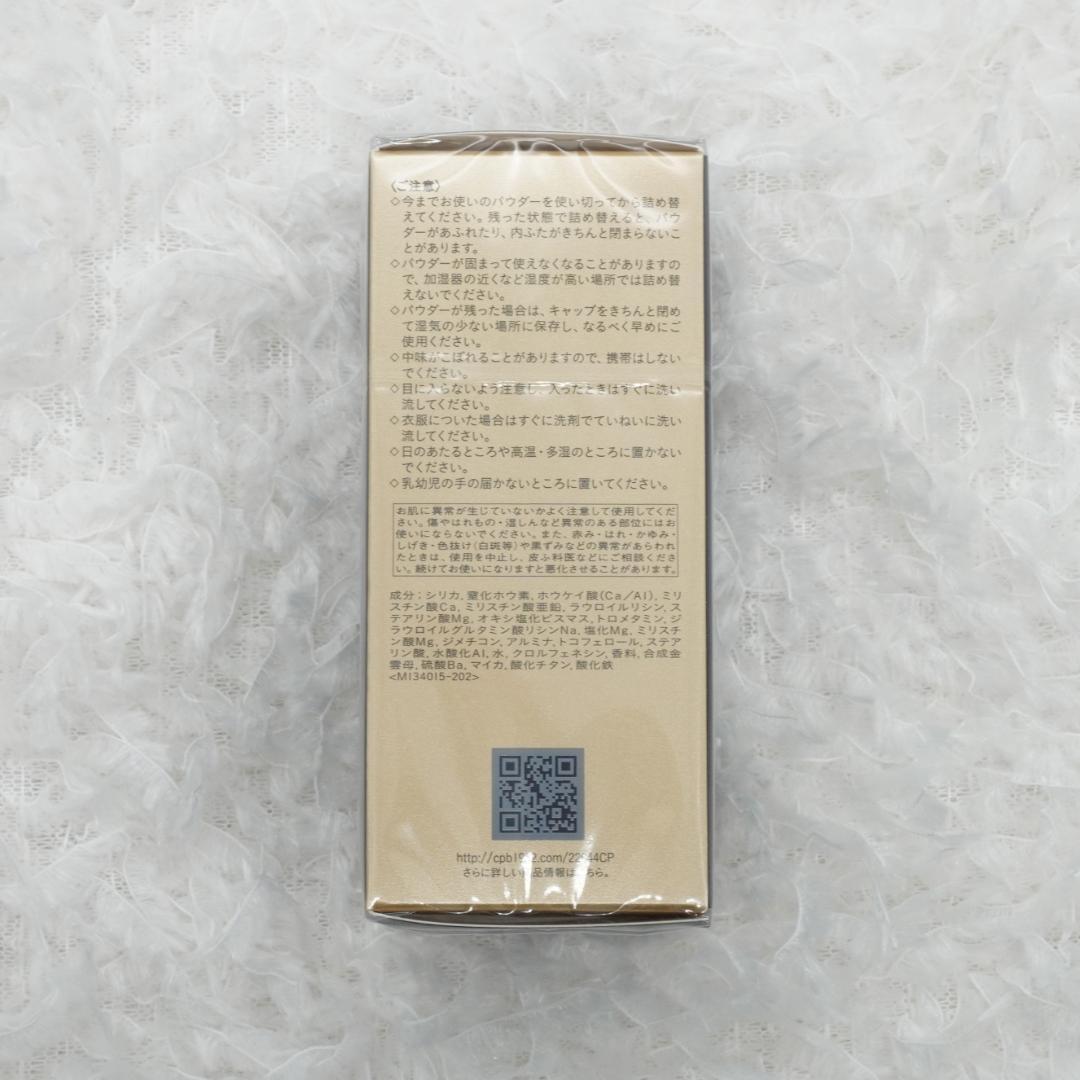 〈ご注意〉
◇今までお使いのパウダーを使い切ってから詰め替
えてください。残った状態で詰め替えると、パウ
ダーがあふれたり、内ふたがきちんと閉まらないこ
とがあります。
◇パウダーが固まって使えなくなることがありますの
で、加湿器の近くなど湿度が高い場所では詰め替
えないでください。
◇パウダーが残った場合は、キャップをきちんと閉め
て湿気の少ない場所に保存し、なるべく早めにご
使用ください。
◇中味がこぼれることがありますので、携帯はしない
でください。
◇目に入らないよう注意し、入ったときはすぐに洗い
流してください。
◇衣服についた場合はすぐに洗剤でていねいに洗い
流してください。
◇日のあたるところや高温・多湿のところに置かない
でください。
◇乳幼児の手の届かないところに置いてください。
お肌に異常が生じていないかよく注意して使用してくだ
さい。傷やはれもの・湿しんなど異常のある部位にはお
使いにならないでください。また、赤み・はれ・かゆみ・
しげき・色抜け(白斑等)や黒ずみなどの異常があらわれ
たときは、使用を中止し、皮ふ科医などにご相談くださ
い。続けてお使いになりますと悪化させることがあります。
成分；シリカ, 窒化ホウ素, ホウケイ酸(Ca／Al), ミリ
スチン酸Ca, ミリスチン酸亜鉛, ラウロイルリシン, ス
テアリン酸Mg, オキシ塩化ビスマス, トロメタミン, ジ
ラウロイルグルタミン酸リシンNa, 塩化Mg, ミリスチ
ン酸Mg, ジメチコン, アルミナ, トコフェロール, ステア
リン酸, 水酸化Al, 水, クロルフェネシン, 香料, 合成金
雲母, 硫酸Ba, マイカ, 酸化チタン, 酸化鉄
<M134015-202>
さらに詳しい商品情報はこちら。